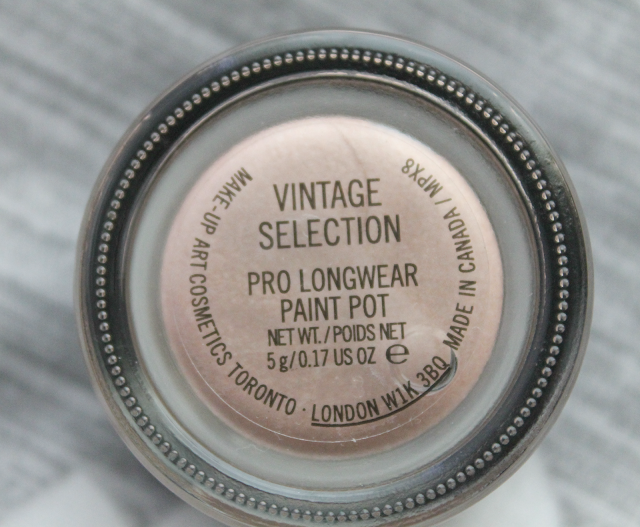 VINTAGE
SELECTION
PRO LONGWEAR
PAINT POT
NET WT./POIDS NET
5 g/0.17 US OZ ℮
MAKE-UP ART COSMETICS TORONTO · LONDON W1K 3BQ MADE IN CANADA / MPX8